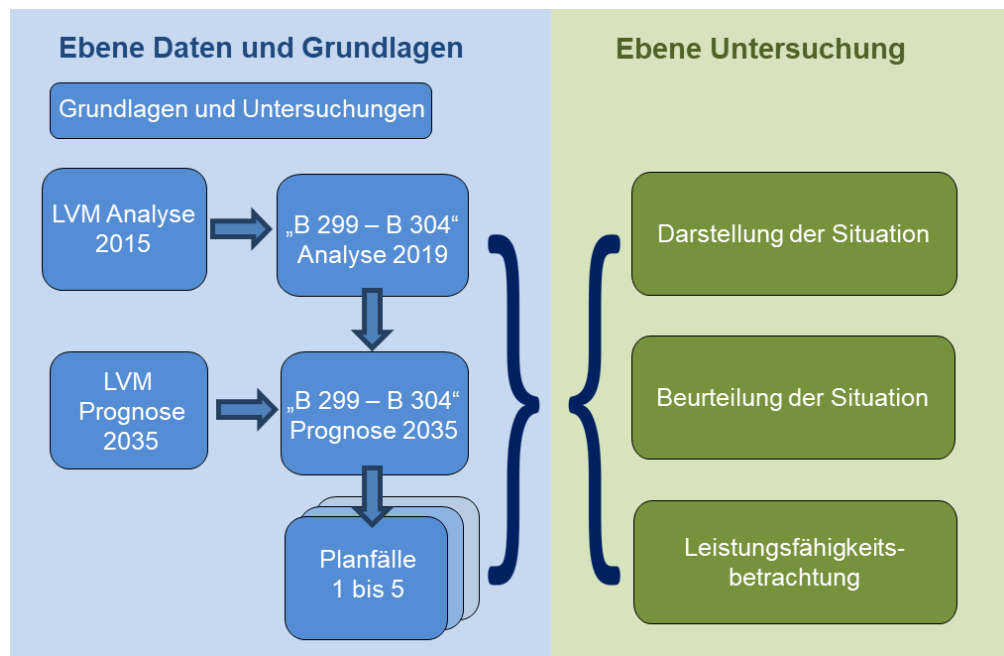 Ebene Daten und Grundlagen
Grundlagen und Untersuchungen
LVM Analyse
2015
„B 299 – B 304“
Analyse 2019
LVM
Prognose
2035
„B 299 – B 304“
Prognose 2035
Planfälle
1 bis 5
Ebene Untersuchung
Darstellung der Situation
Beurteilung der Situation
Leistungsfähigkeits-
betrachtung